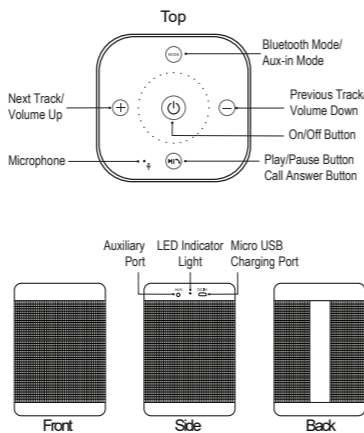 Top
MODE
Bluetooth Mode/
Aux-in Mode
Next Track/
Volume Up
Previous Track/
Volume Down
On/Off Button
Microphone
Play/Pause Button
Call Answer Button
Auxiliary
Port
LED Indicator
Light
Micro USB
Charging Port
AUX
DC IN
Front
Side
Back